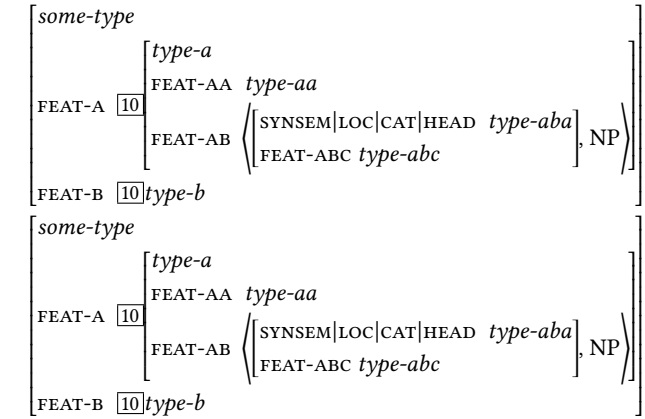 some-type
type-a
FEAT-AA type-aa
FEAT-A 10
SYNSEM|LOC|CAT|HEAD type-aba
FEAT-AB ⟨ , NP⟩
FEAT-ABC type-abc
FEAT-B 10 type-b
some-type
type-a
FEAT-AA type-aa
FEAT-A 10
SYNSEM|LOC|CAT|HEAD type-aba
FEAT-AB ⟨ , NP⟩
FEAT-ABC type-abc
FEAT-B 10 type-b